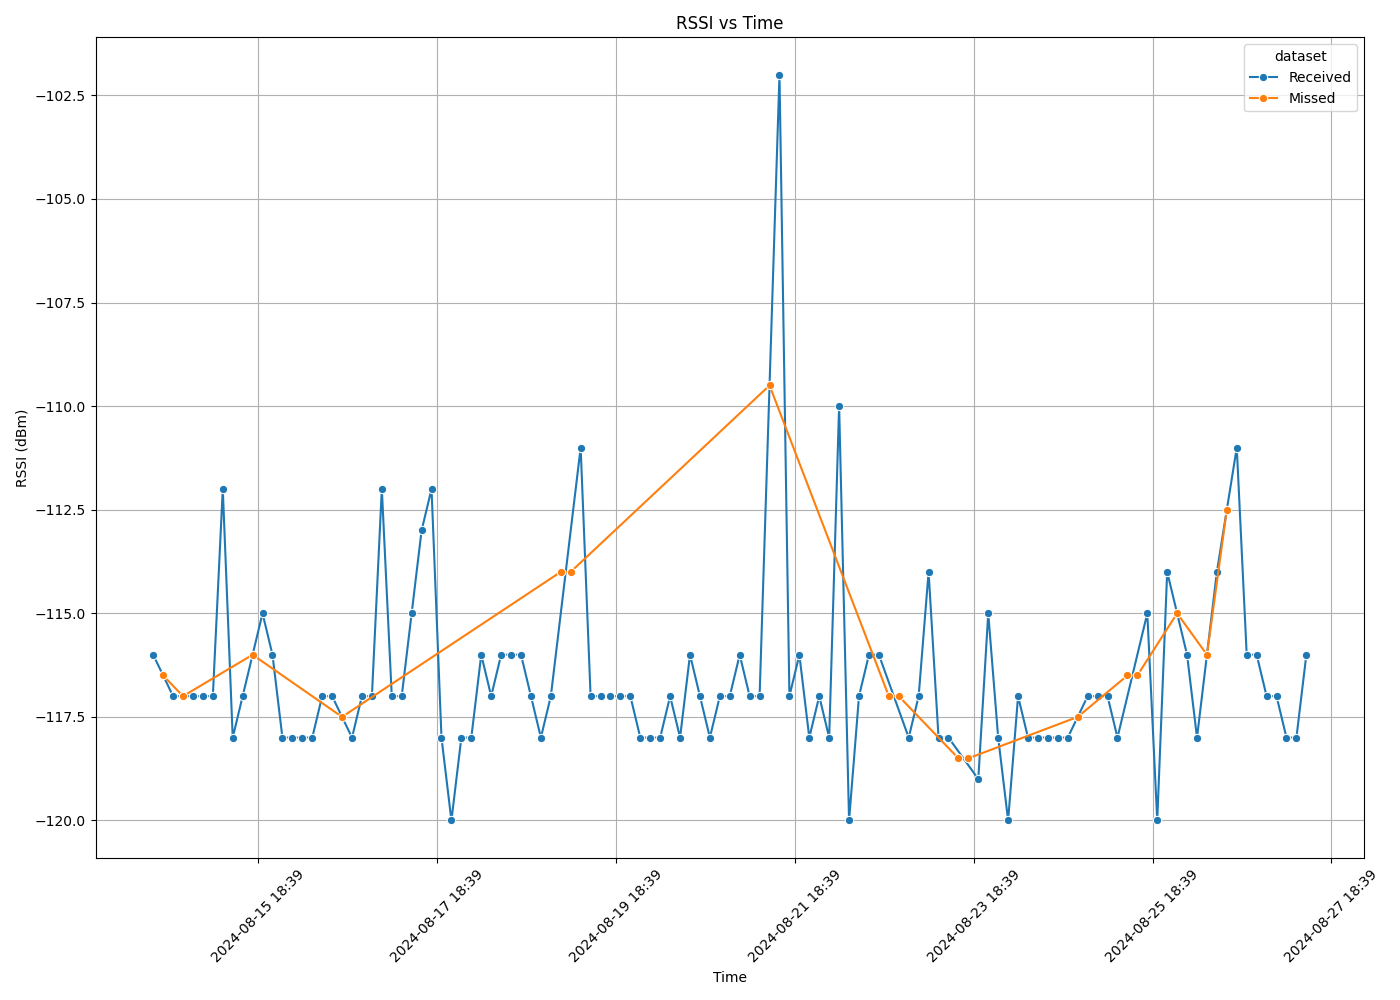 RSSI vs Time
dataset
Received
Missed
−102.5
−105.0
−107.5
−110.0
−112.5
−115.0
−117.5
−120.0
RSSI (dBm)
2024-08-15 18:39
2024-08-17 18:39
2024-08-19 18:39
2024-08-21 18:39
2024-08-23 18:39
2024-08-25 18:39
2024-08-27 18:39
Time